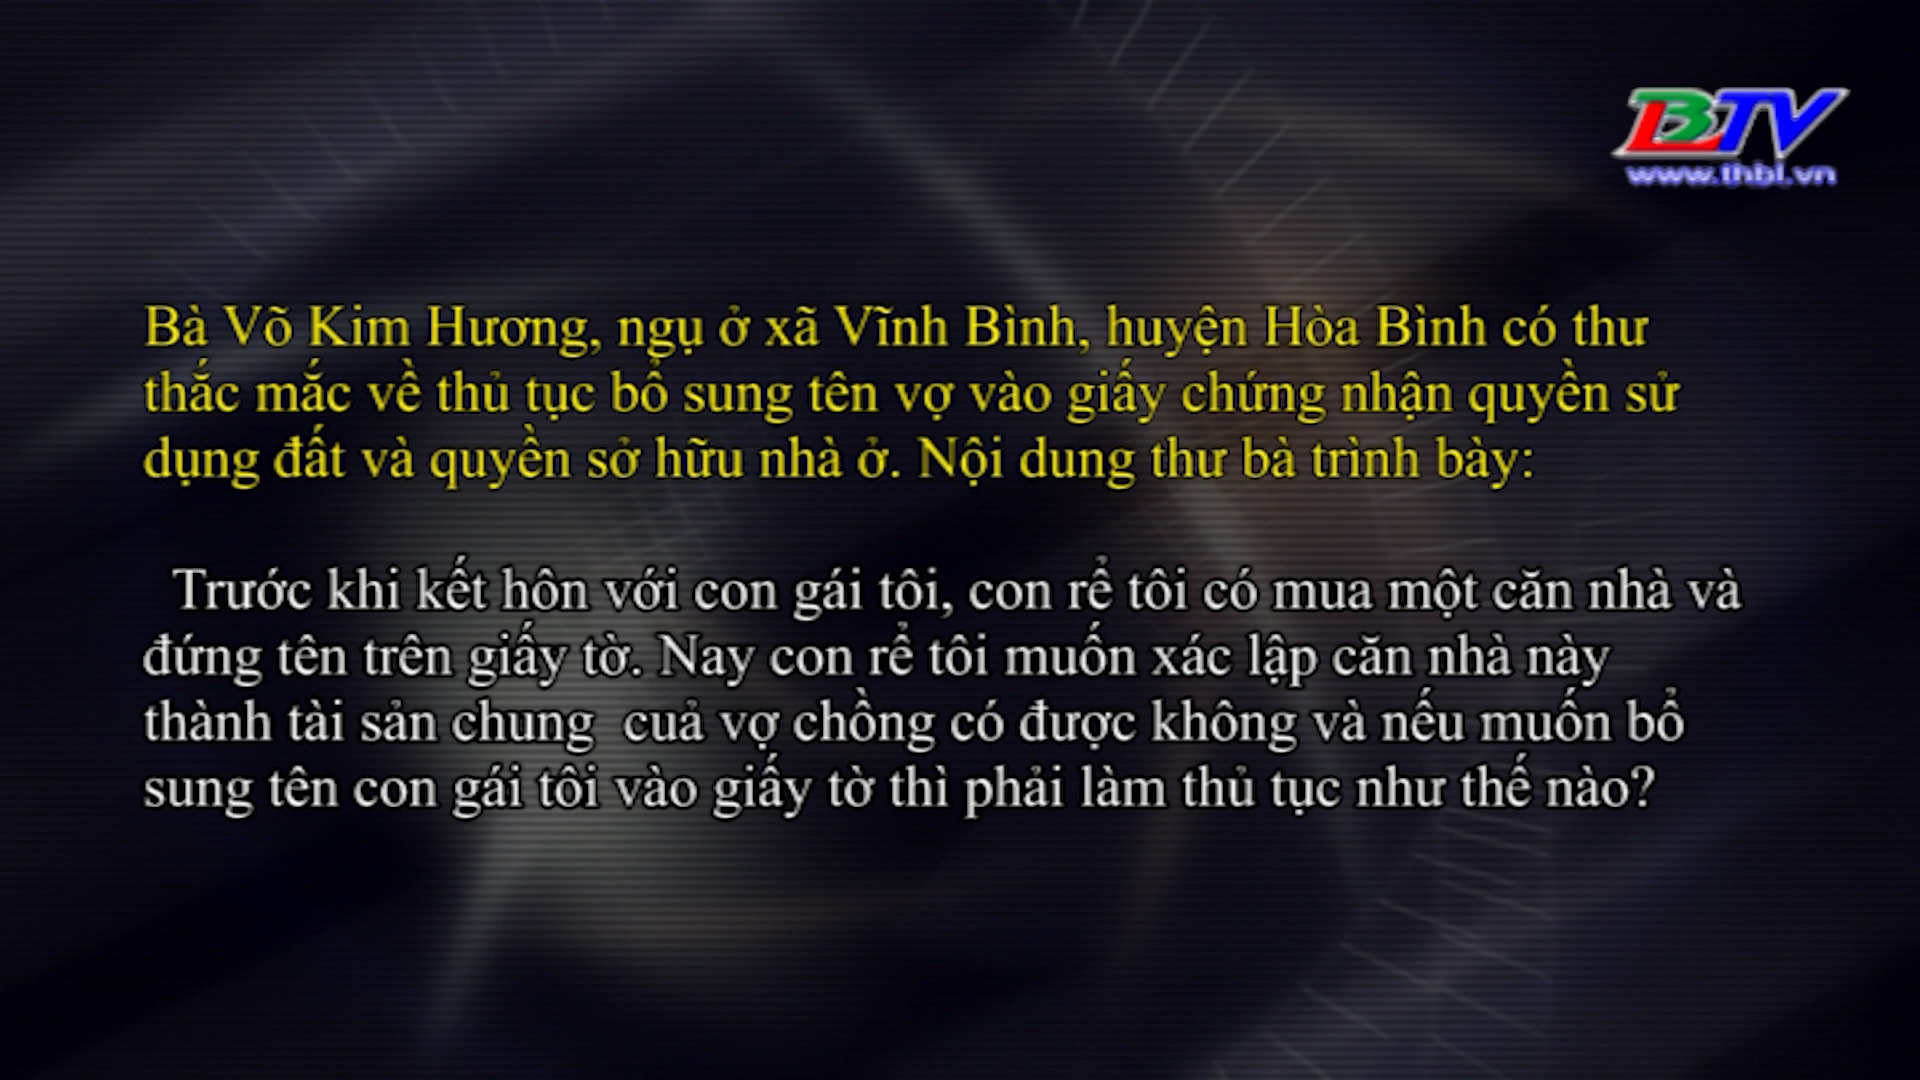 BTV
www.thbl.vn
Bà Võ Kim Hương, ngụ ở xã Vĩnh Bình, huyện Hòa Bình có thư
thắc mắc về thủ tục bổ sung tên vợ vào giấy chứng nhận quyền sử
dụng đất và quyền sở hữu nhà ở. Nội dung thư bà trình bày:
Trước khi kết hôn với con gái tôi, con rể tôi có mua một căn nhà và
đứng tên trên giấy tờ. Nay con rể tôi muốn xác lập căn nhà này
thành tài sản chung cuả vợ chồng có được không và nếu muốn bổ
sung tên con gái tôi vào giấy tờ thì phải làm thủ tục như thế nào?